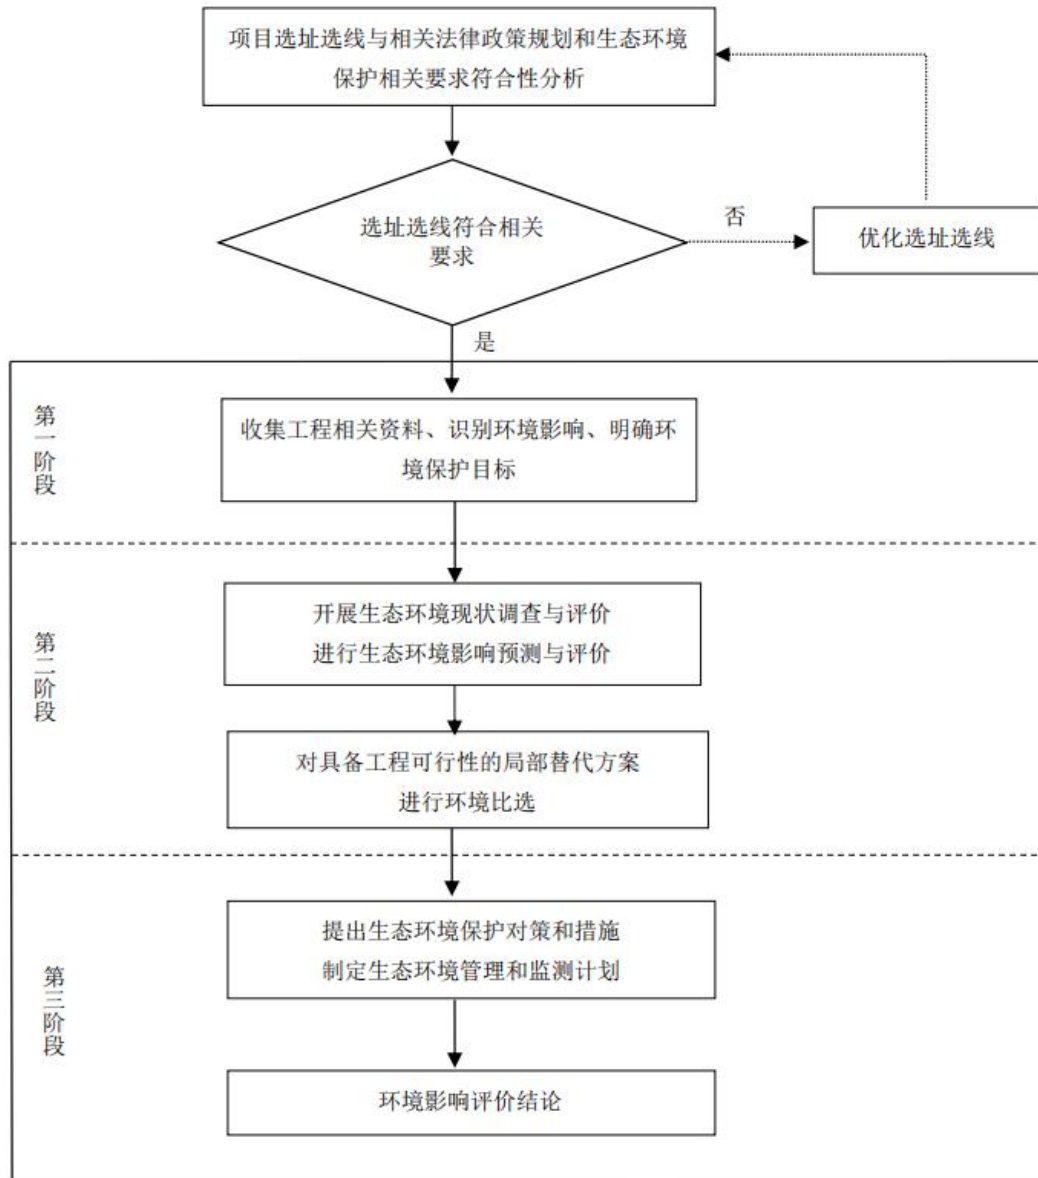 项目选址选线与相关法律政策规划和生态环境
保护相关要求符合性分析
选址选线符合相关
要求
否
优化选址选线
是
第一阶段
收集工程相关资料、识别环境影响、明确环
境保护目标
第二阶段
开展生态环境现状调查与评价
进行生态环境影响预测与评价
对具备工程可行性的局部替代方案
进行环境比选
第三阶段
提出生态环境保护对策和措施
制定生态环境管理和监测计划
环境影响评价结论